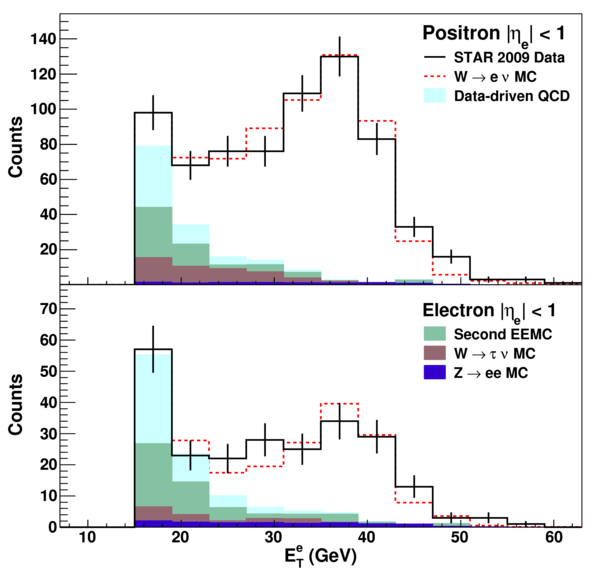 Positron |ηe| < 1
STAR 2009 Data
W → e ν MC
Data-driven QCD
Counts
140
120
100
80
60
40
20
Electron |ηe| < 1
Second EEMC
W → τ ν MC
Z → ee MC
Counts
70
60
50
40
30
20
10
0
10 20 30 40 50 60
E^e_T (GeV)